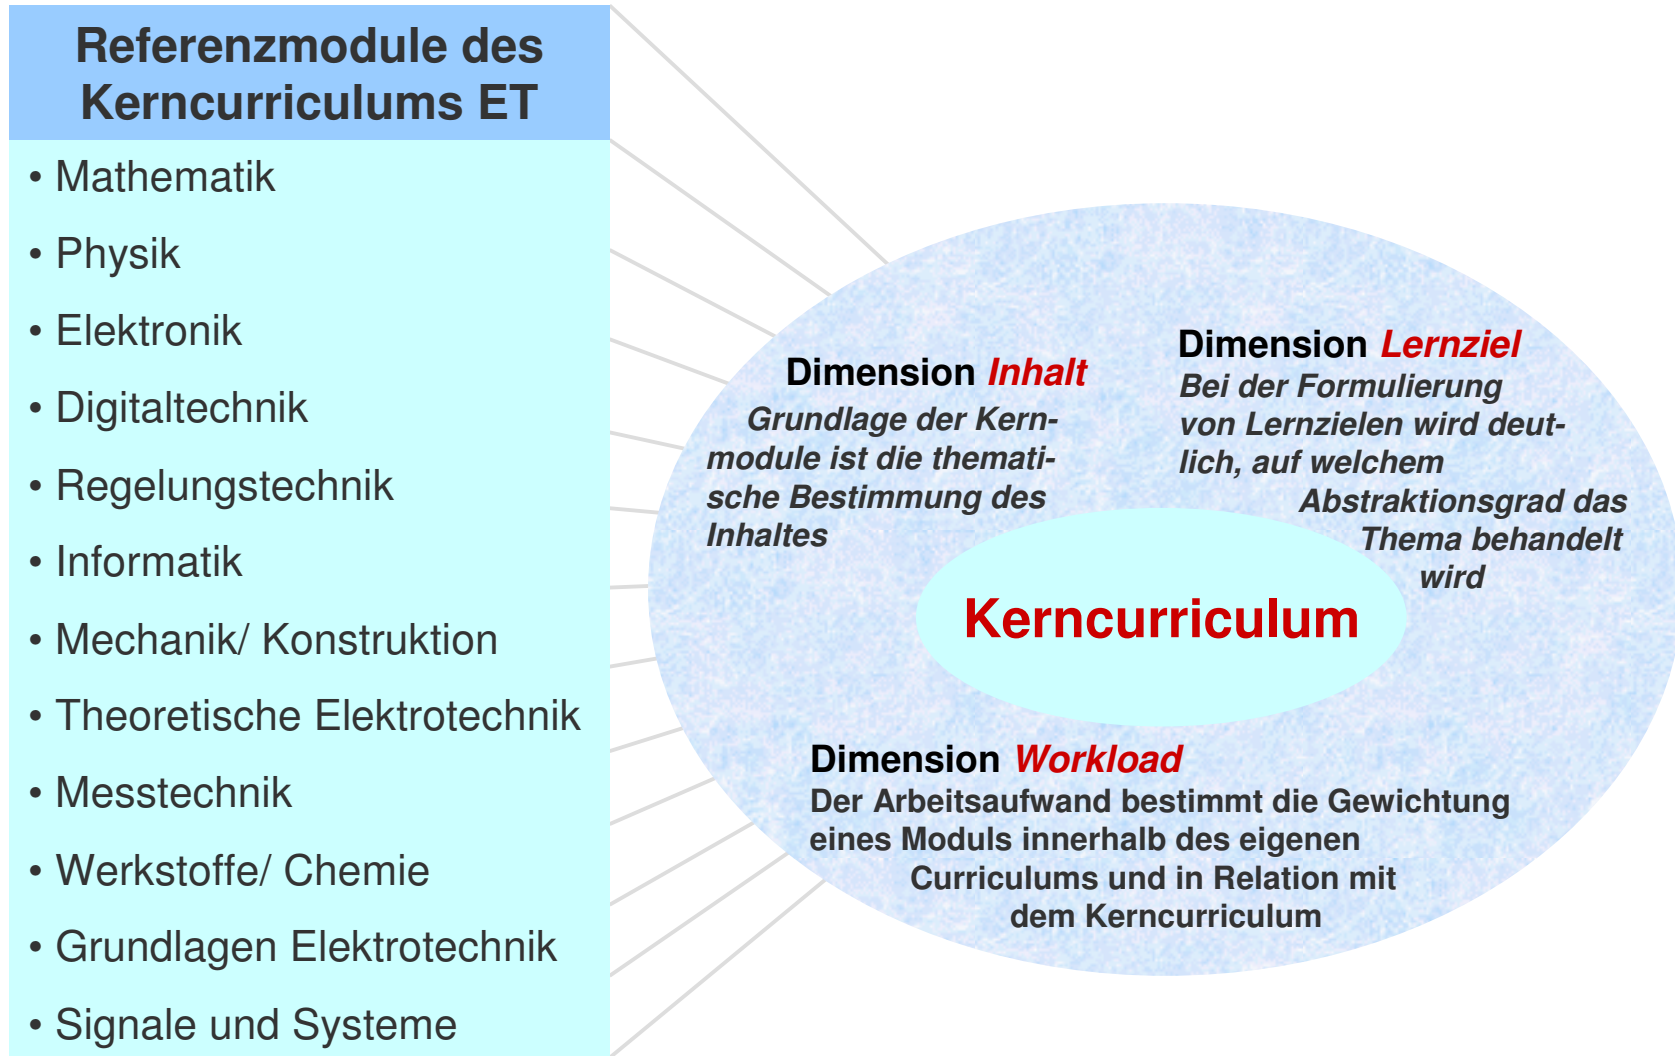 Referenzmodule des
Kerncurriculums ET
• Mathematik
• Physik
• Elektronik
• Digitaltechnik
• Regelungstechnik
• Informatik
• Mechanik/ Konstruktion
• Theoretische Elektrotechnik
• Messtechnik
• Werkstoffe/ Chemie
• Grundlagen Elektrotechnik
• Signale und Systeme
Dimension Inhalt
Grundlage der Kern-
module ist die themati-
sche Bestimmung des
Inhaltes
Dimension Lernziel
Bei der Formulierung
von Lernzielen wird deut-
lich, auf welchem
Abstraktionsgrad das
Thema behandelt
wird
Kerncurriculum
Dimension Workload
Der Arbeitsaufwand bestimmt die Gewichtung
eines Moduls innerhalb des eigenen
Curriculums und in Relation mit
dem Kerncurriculum